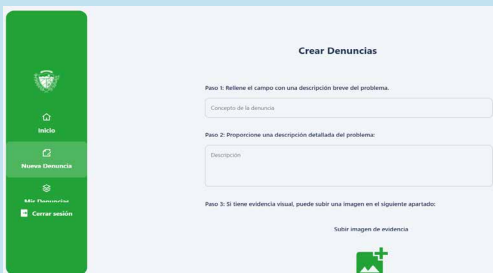 Crear Denuncias
Inicio
Nueva Denuncia
Mis Denuncias
Cerrar sesión
Paso 1: Rellene el campo con una descripción breve del problema.
Concepto de la denuncia
Paso 2: Proporcione una descripción detallada del problema:
Descripción
Paso 3: Si tiene evidencia visual, puede subir una imagen en el siguiente apartado:
Subir imagen de evidencia